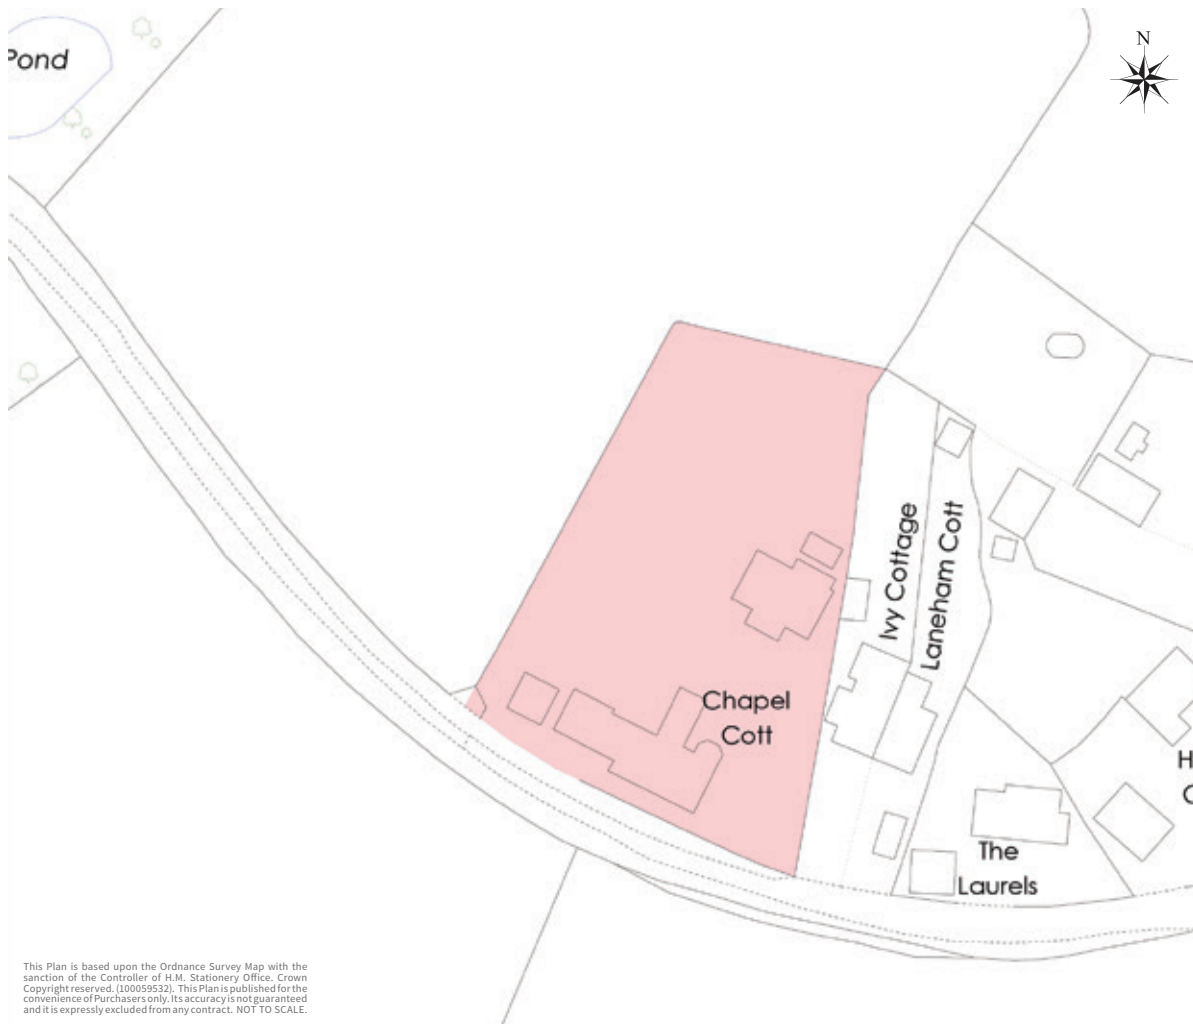 Pond
N
Ivy Cottage
Laneham Cott
Chapel
Cott
H
The
Laurels
This Plan is based upon the Ordnance Survey Map with the
sanction of the Controller of H.M. Stationery Office. Crown
Copyright reserved. (100059532). This Plan is published for the
convenience of Purchasers only. Its accuracy is not guaranteed
and it is expressly excluded from any contract. NOT TO SCALE.